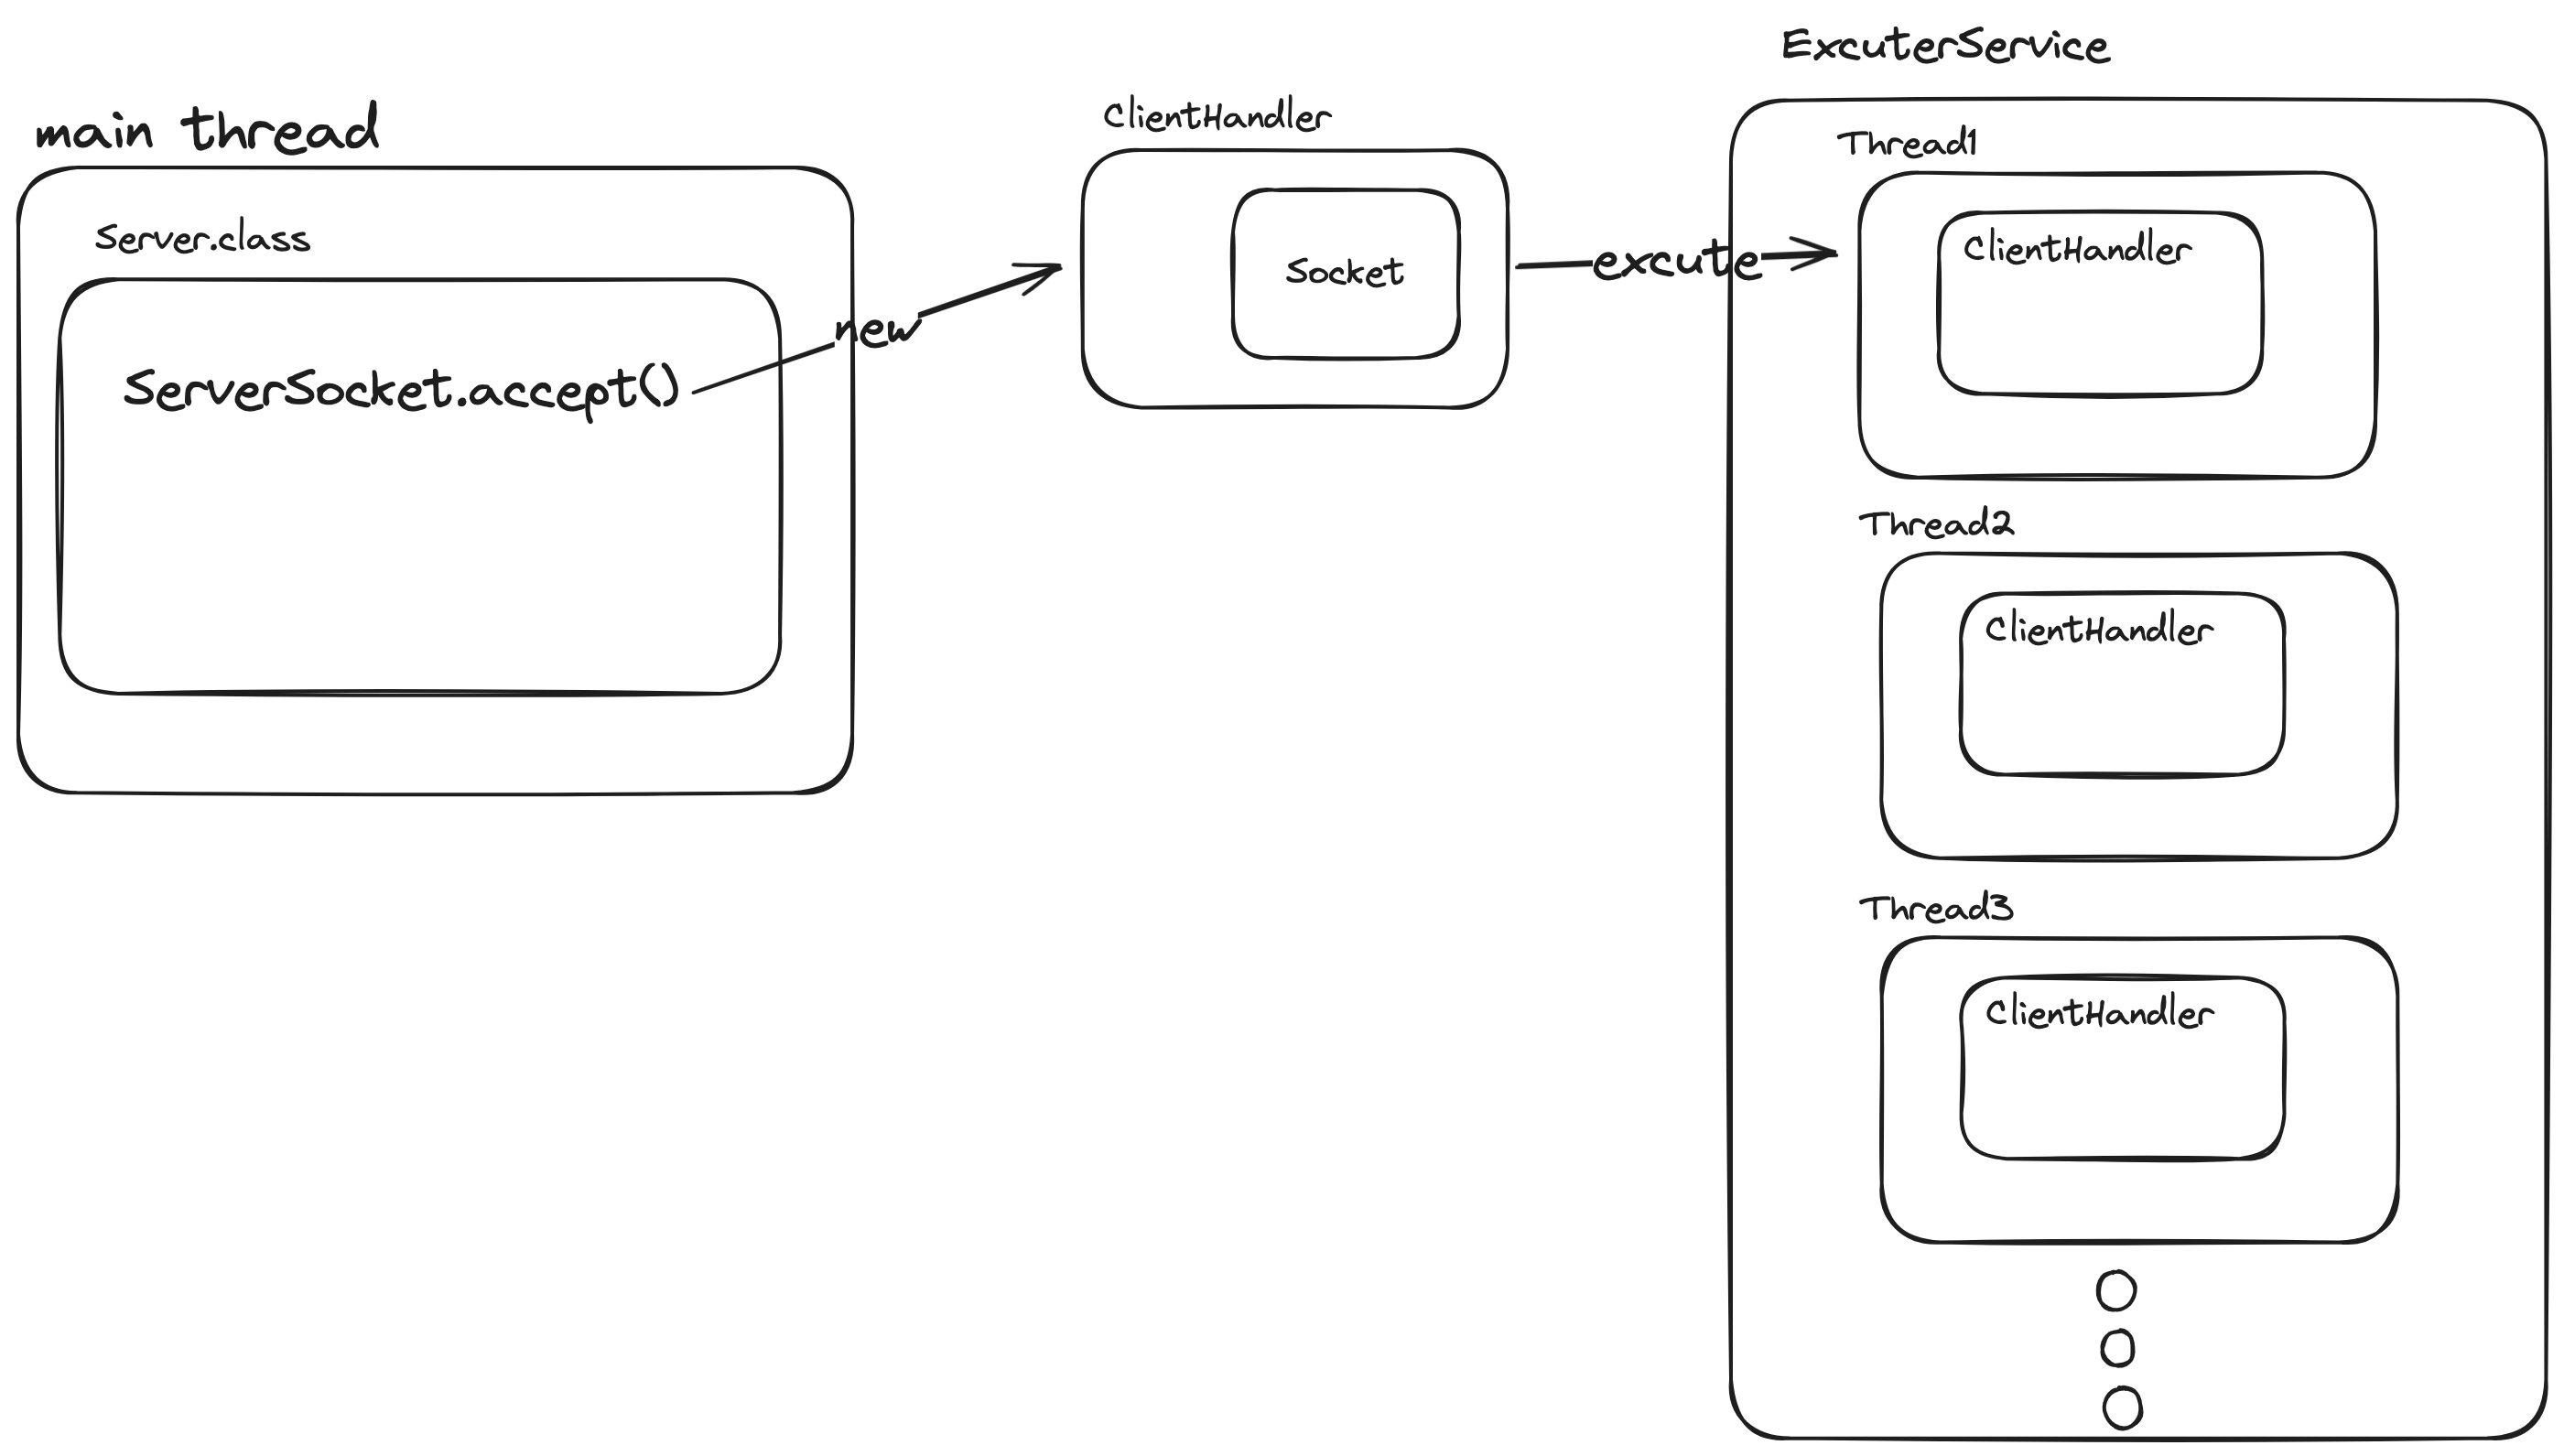 main thread
Server.class
ServerSocket.accept()
new
ClientHandler
Socket
excute
ExcuterService
Thread1
ClientHandler
Thread2
ClientHandler
Thread3
ClientHandler